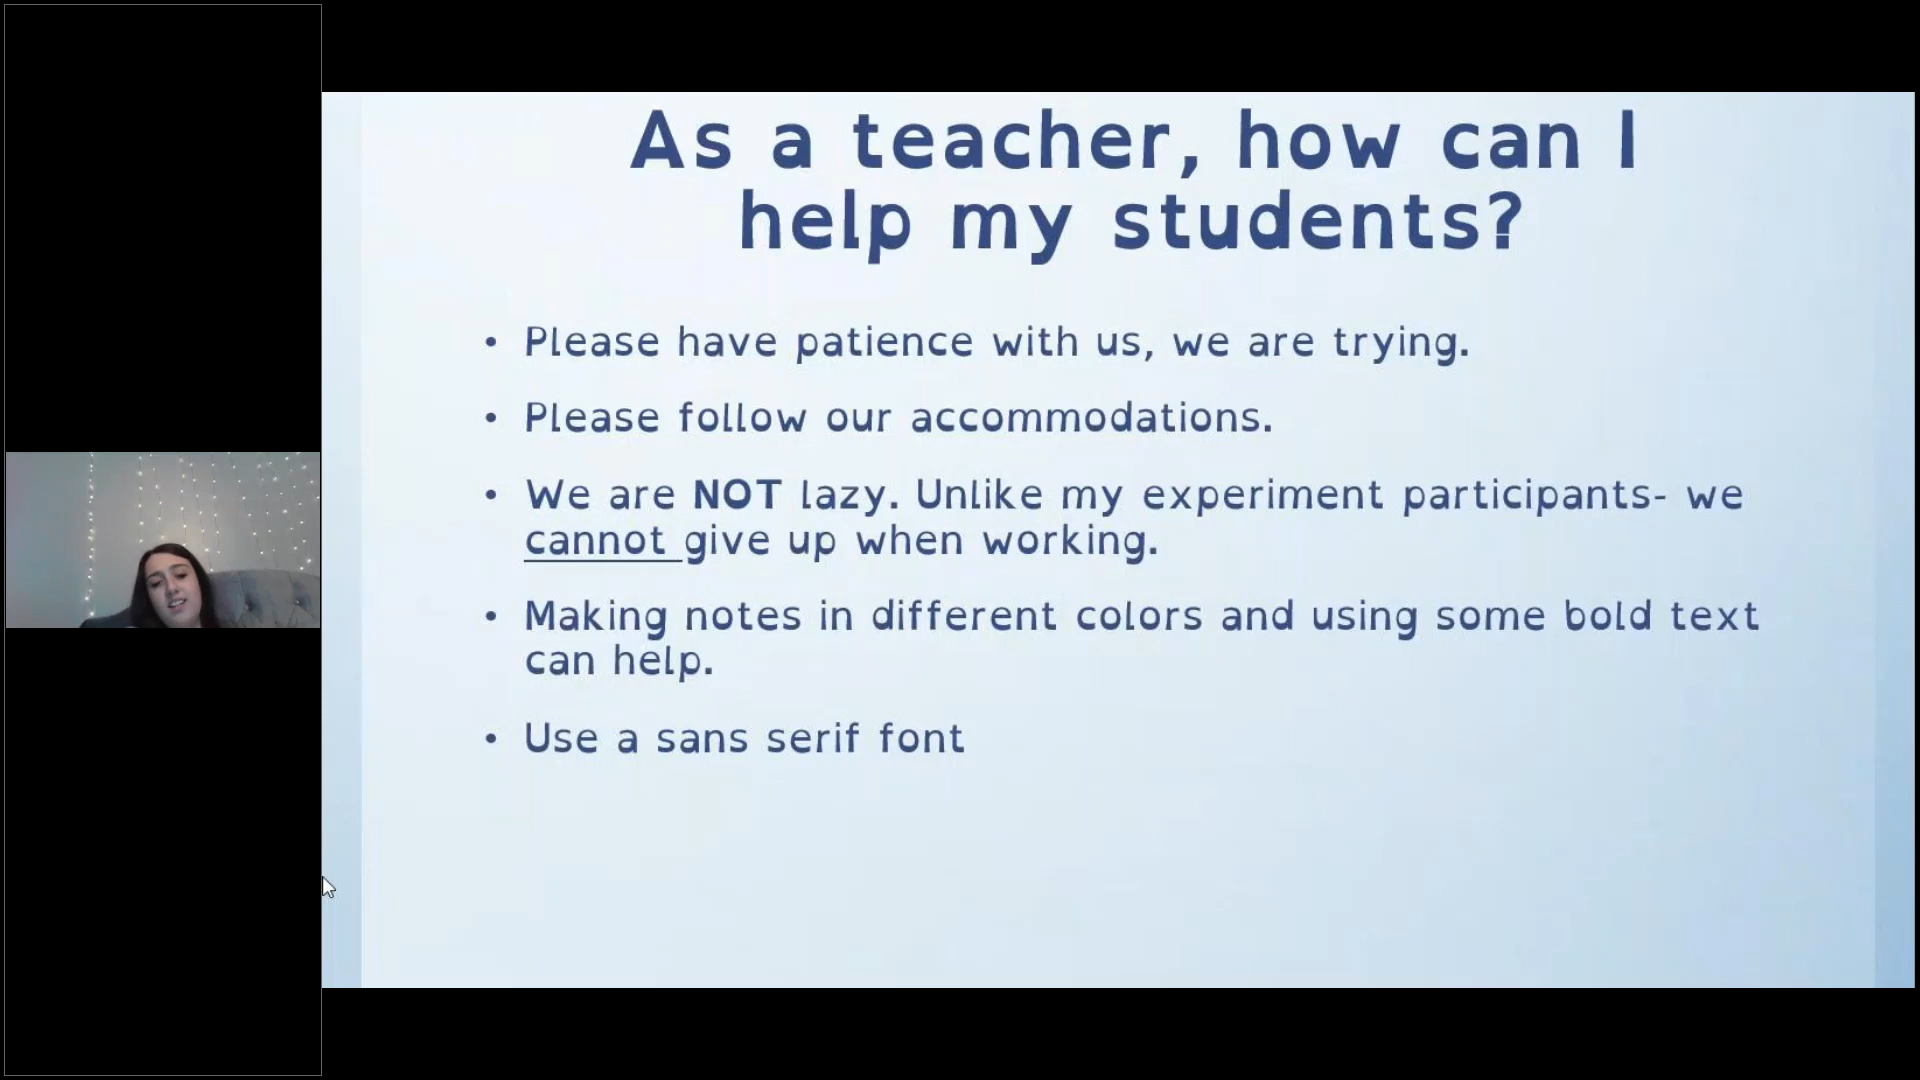 As a teacher, how can I
help my students?
• Please have patience with us, we are trying.
• Please follow our accommodations.
• We are NOT lazy. Unlike my experiment participants- we
cannot give up when working.
• Making notes in different colors and using some bold text
can help.
• Use a sans serif font